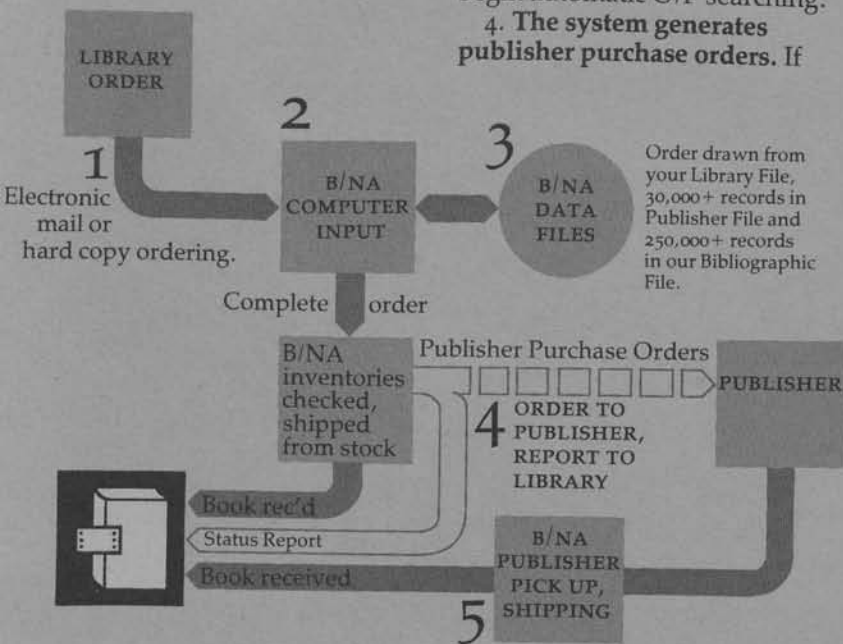 4. The system generates
publisher purchase orders. If
LIBRARY
ORDER
1
Electronic
mail or
hard copy ordering.
2
B/NA
COMPUTER
INPUT
3
B/NA
DATA
FILES
Order drawn from
your Library File,
30,000+ records in
Publisher File and
250,000+ records
in our Bibliographic
File.
Complete order
B/NA
inventories
checked,
shipped
from stock
Publisher Purchase Orders
PUBLISHER
4
ORDER TO
PUBLISHER,
REPORT TO
LIBRARY
Book rec'd
Status Report
Book received
B/NA
PUBLISHER
PICK UP,
SHIPPING
5